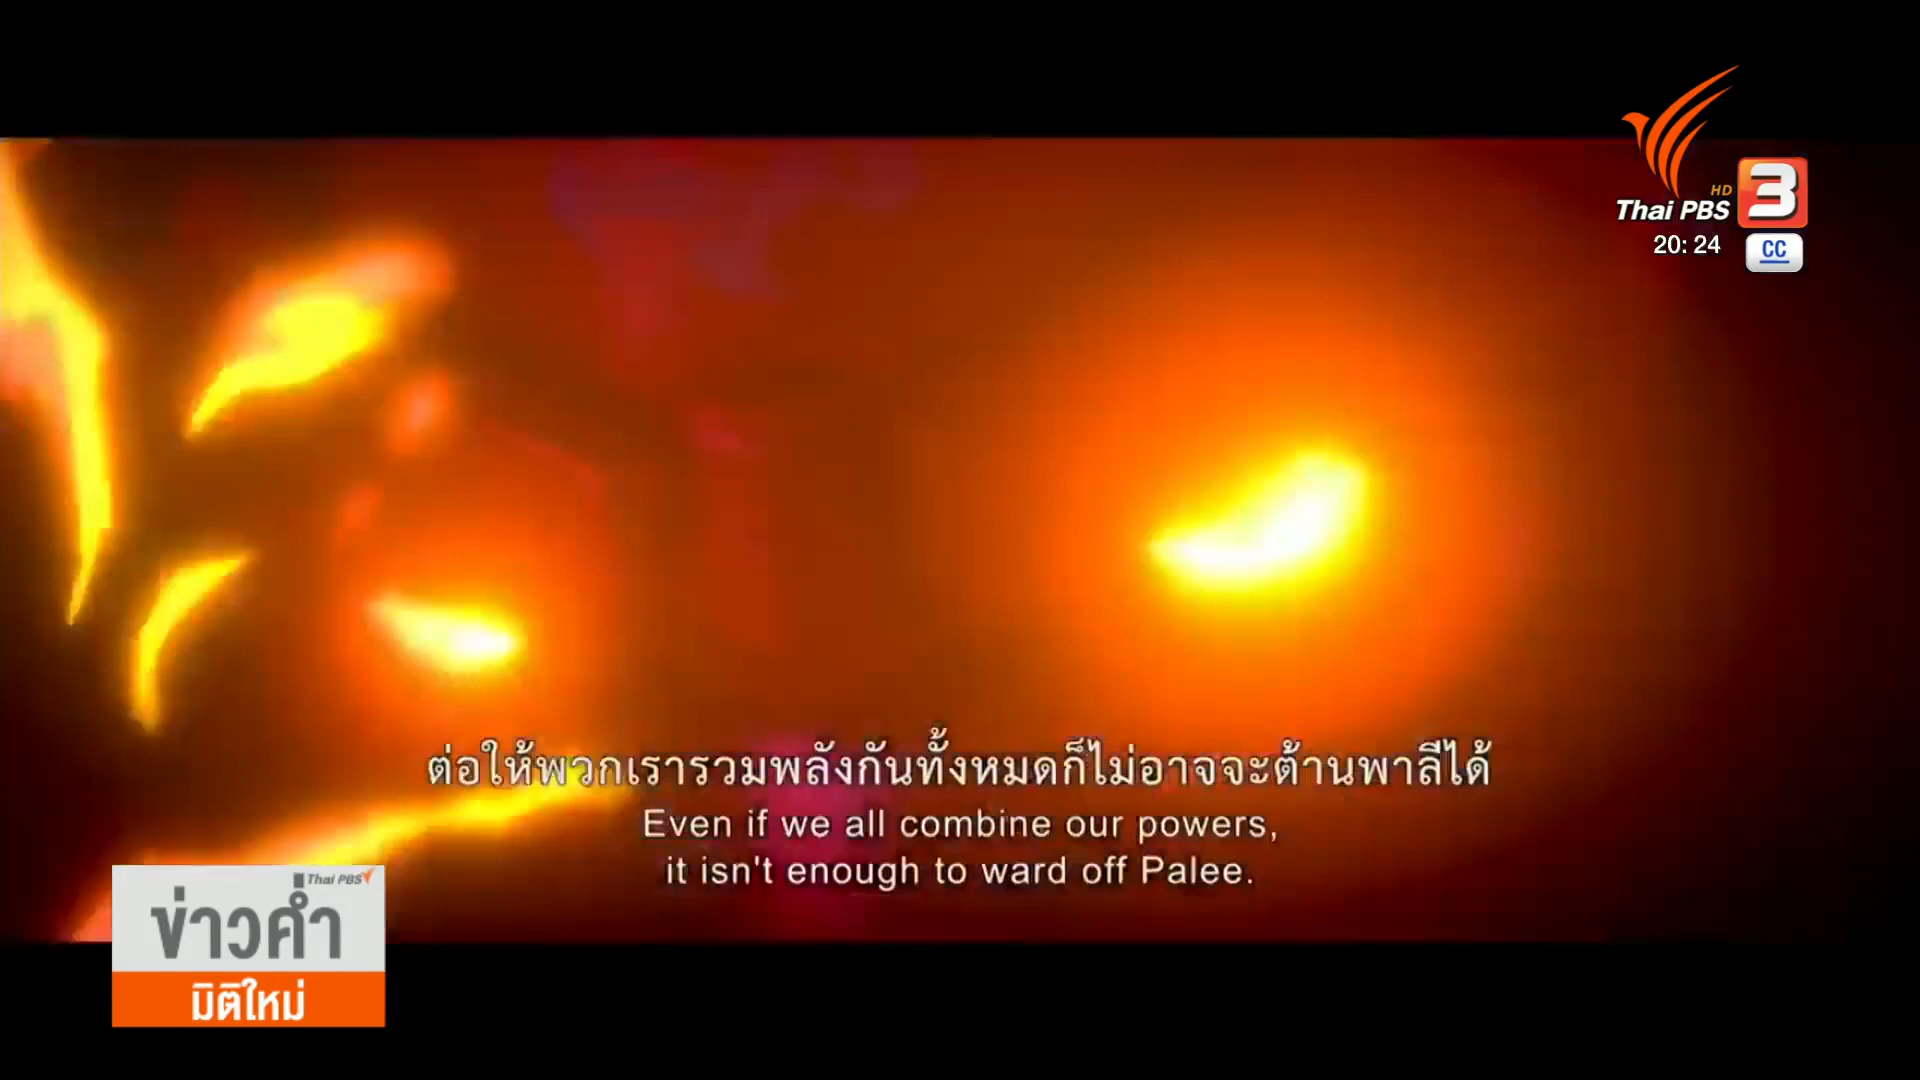 HD
Thai PBS
3
20: 24
CC
ต่อให้พวกเรารวมพลังกันทั้งหมดก็ไม่อาจจะต้านพาลีได้
Even if we all combine our powers,
it isn't enough to ward off Palee.
Thai PBS
ข่าวค่ำ
มิติใหม่